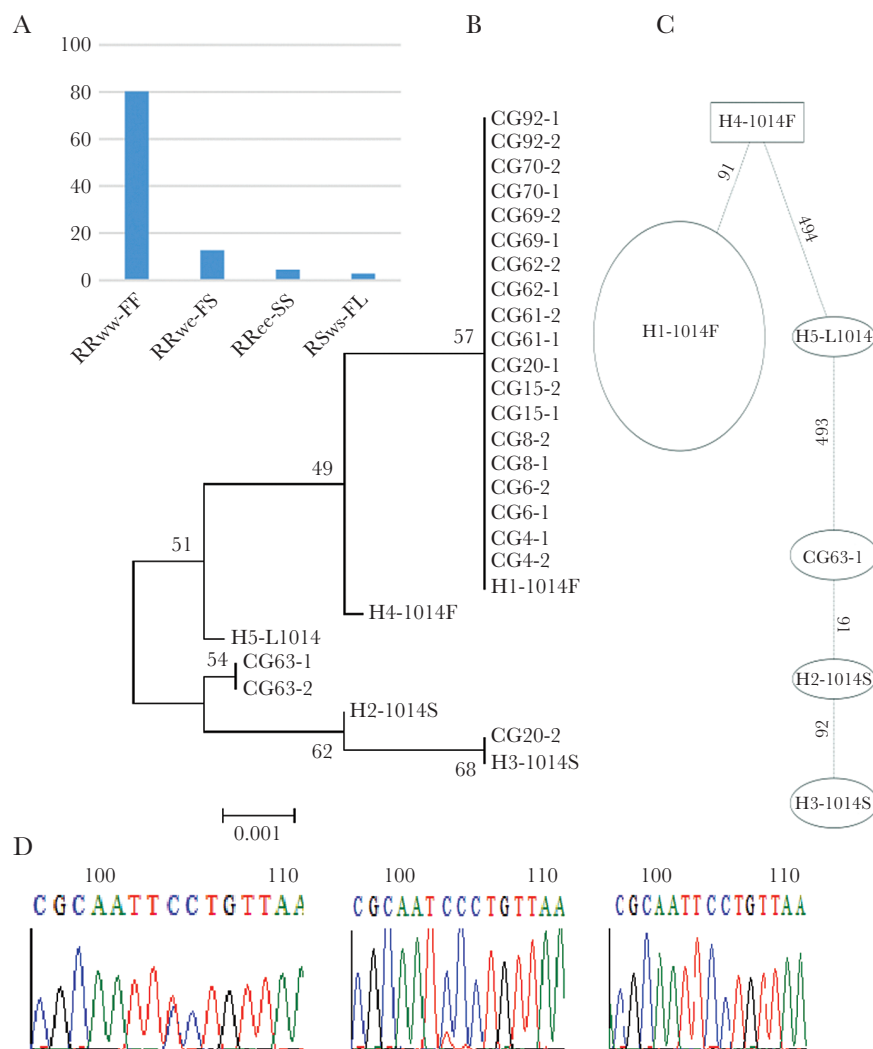 A
100
80
60
40
20
0
RRww-FF
RRwe-FS
RRee-SS
RSws-FL
B
CG92-1
CG92-2
CG70-2
CG70-1
CG69-2
CG69-1
CG62-2
CG62-1
CG61-2
CG61-1
CG20-1
CG15-2
CG15-1
CG8-2
CG8-1
CG6-2
CG6-1
CG4-1
CG4-2
H1-1014F
57
49
H4-1014F
51
H5-L1014
54
CG63-1
CG63-2
H2-1014S
62
CG20-2
68
H3-1014S
0.001
C
H4-1014F
91
494
H1-1014F
H5-L1014
493
CG63-1
91
H2-1014S
92
H3-1014S
D
100 110
CGCAATTCCTGTTAA
100 110
CGCAATCCCTGTTAA
100 110
CGCAATTCCTGTTAA